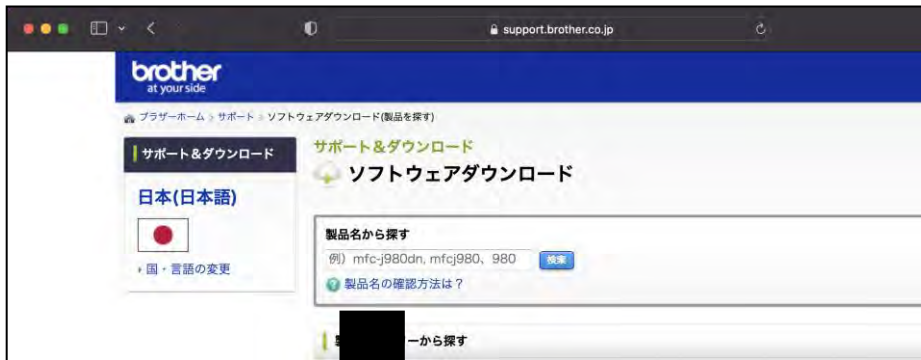 support.brother.co.jp
brother
at your side
ブラザーホーム > サポート > ソフトウェアダウンロード(製品を探す)
サポート＆ダウンロード
日本(日本語)
国・言語の変更
サポート＆ダウンロード
ソフトウェアダウンロード
製品名から探す
例）mfc-j980dn, mfcj980、980
検索
製品名の確認方法は？
ーから探す